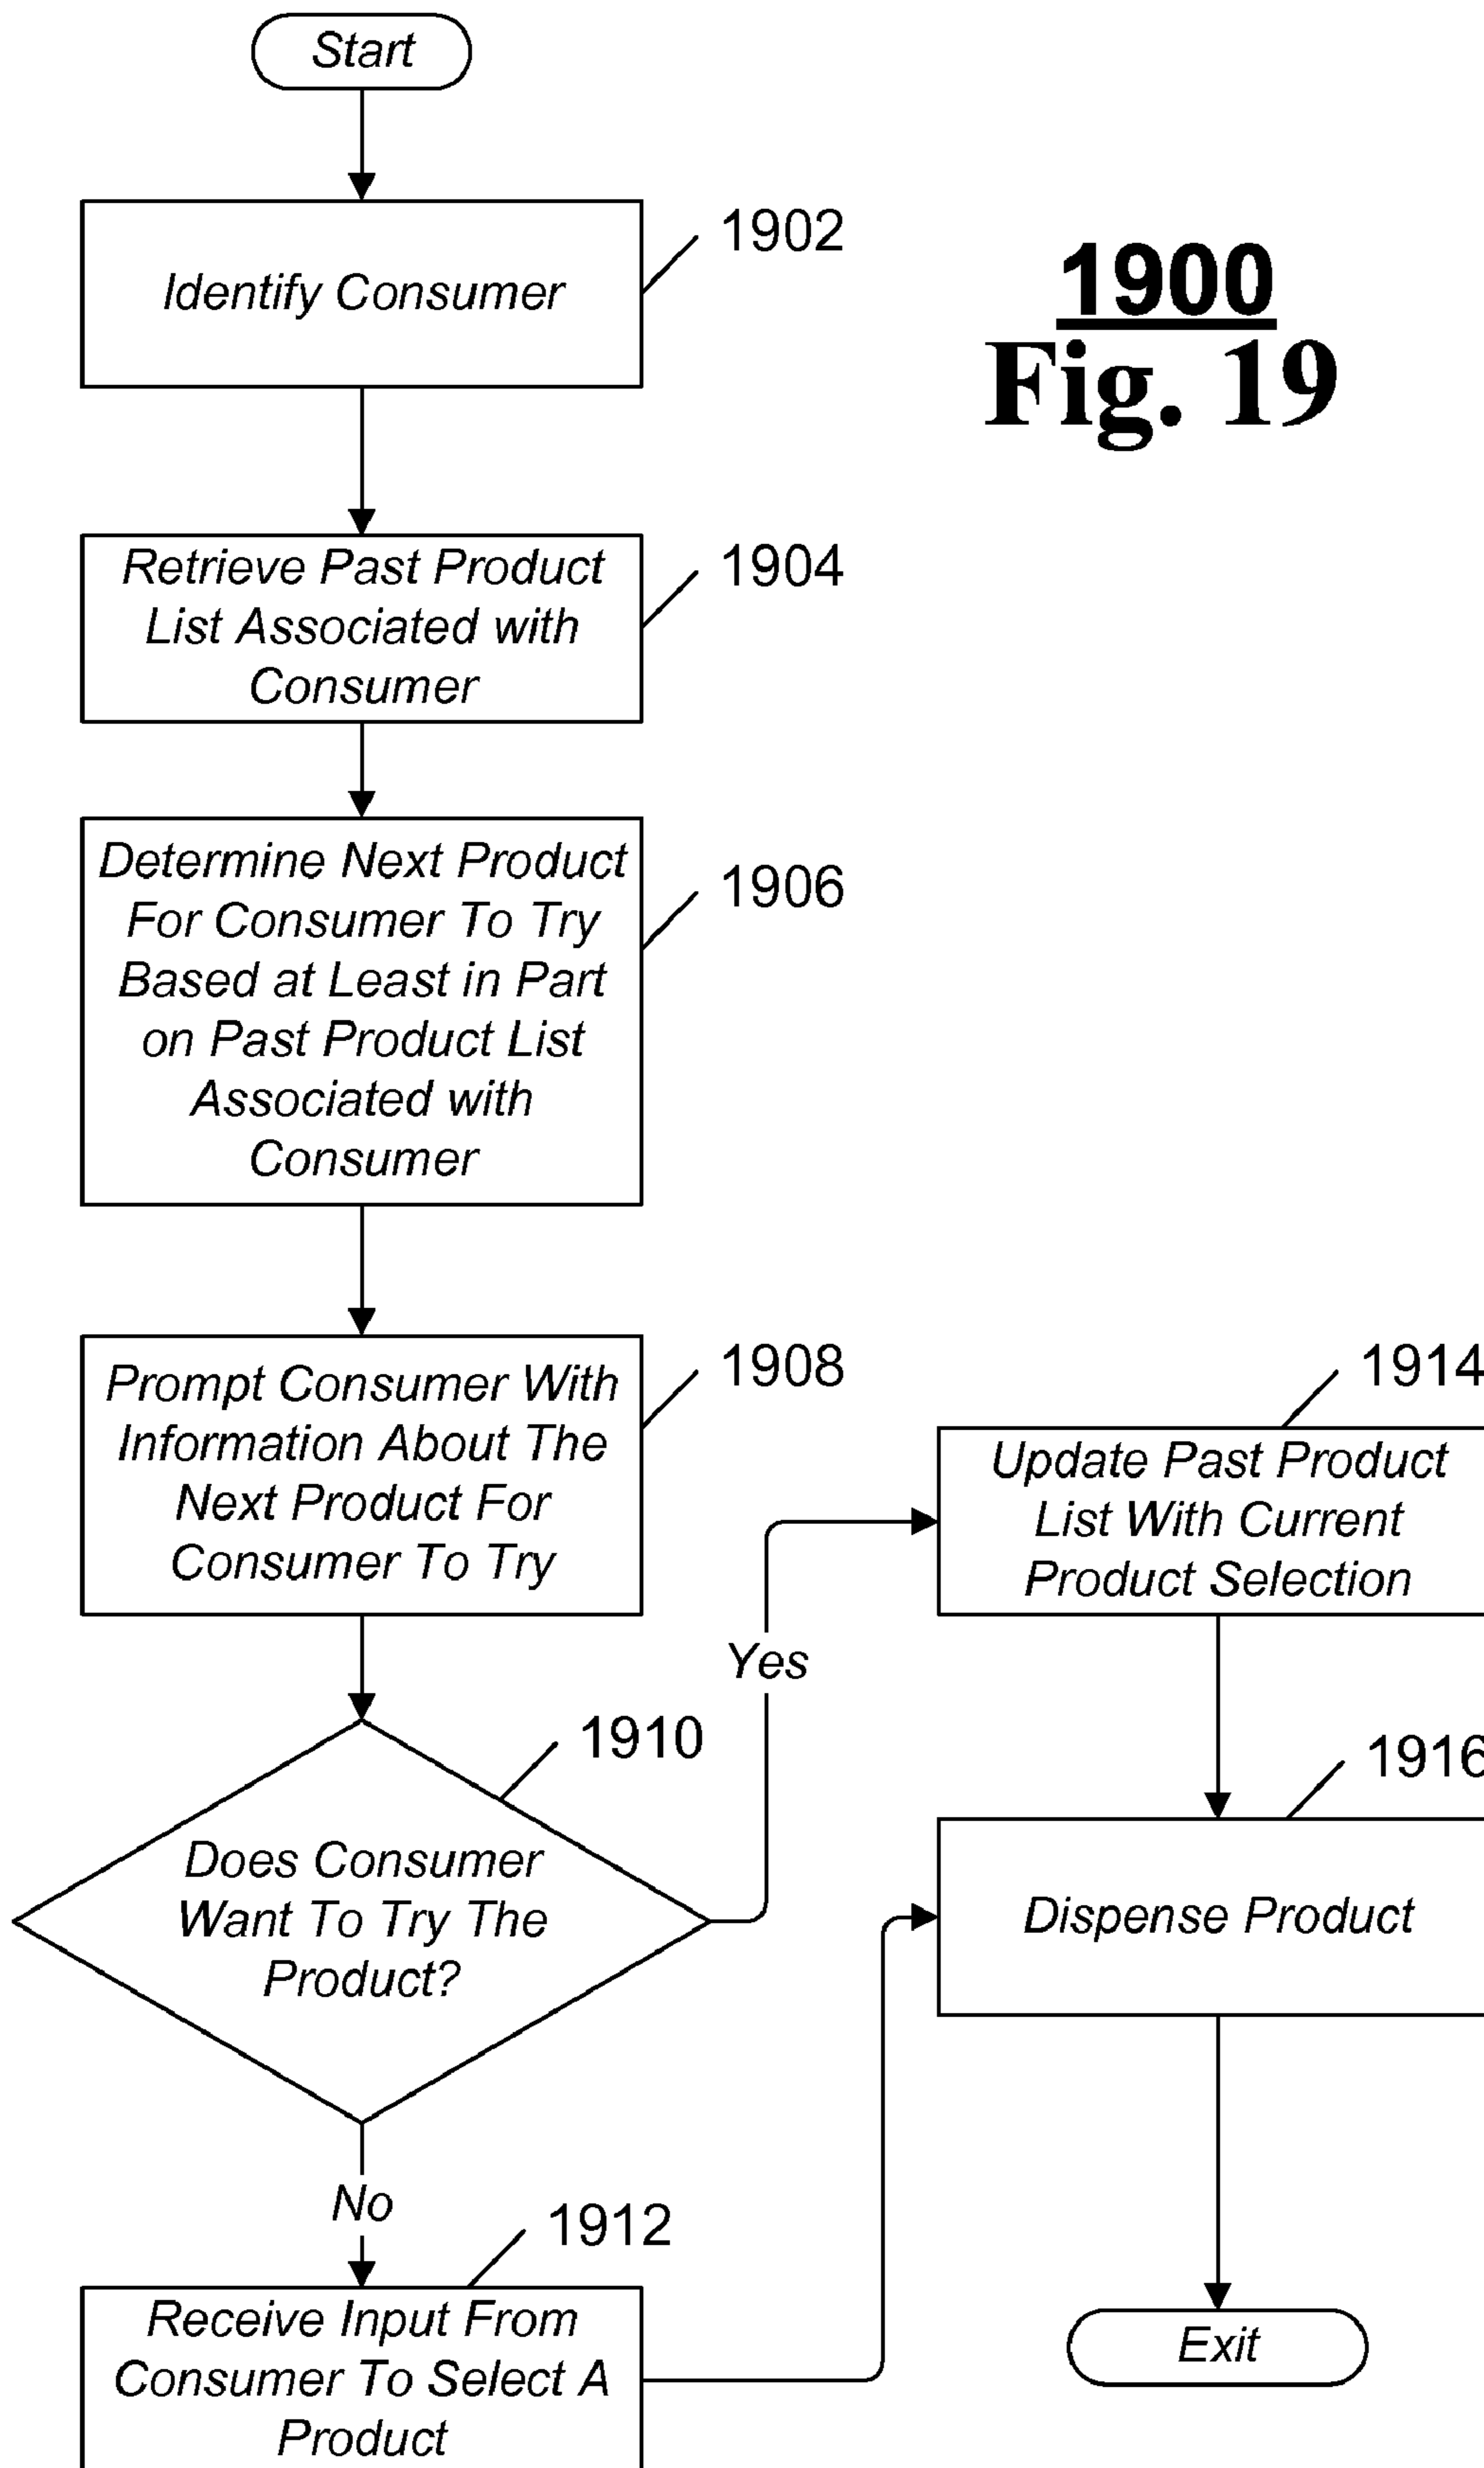 Start
1902
Identify Consumer
1900
Fig. 19
1904
Retrieve Past Product
List Associated with
Consumer
1906
Determine Next Product
For Consumer To Try
Based at Least in Part
on Past Product List
Associated with
Consumer
1908
Prompt Consumer With
Information About The
Next Product For
Consumer To Try
1910
Does Consumer
Want To Try The
Product?
Yes
No
1912
Receive Input From
Consumer To Select A
Product
1914
Update Past Product
List With Current
Product Selection
1916
Dispense Product
Exit